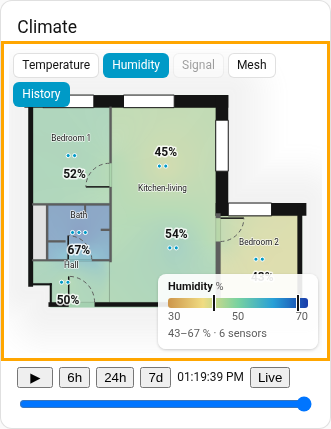 Climate
Temperature Humidity Signal Mesh
History
Bedroom 1
52%
45%
Kitchen-living
Bath
67%
54%
Bedroom 2
Hall
50%
Humidity %
30 50 70
43–67 % · 6 sensors
▶ 6h 24h 7d 01:19:39 PM Live